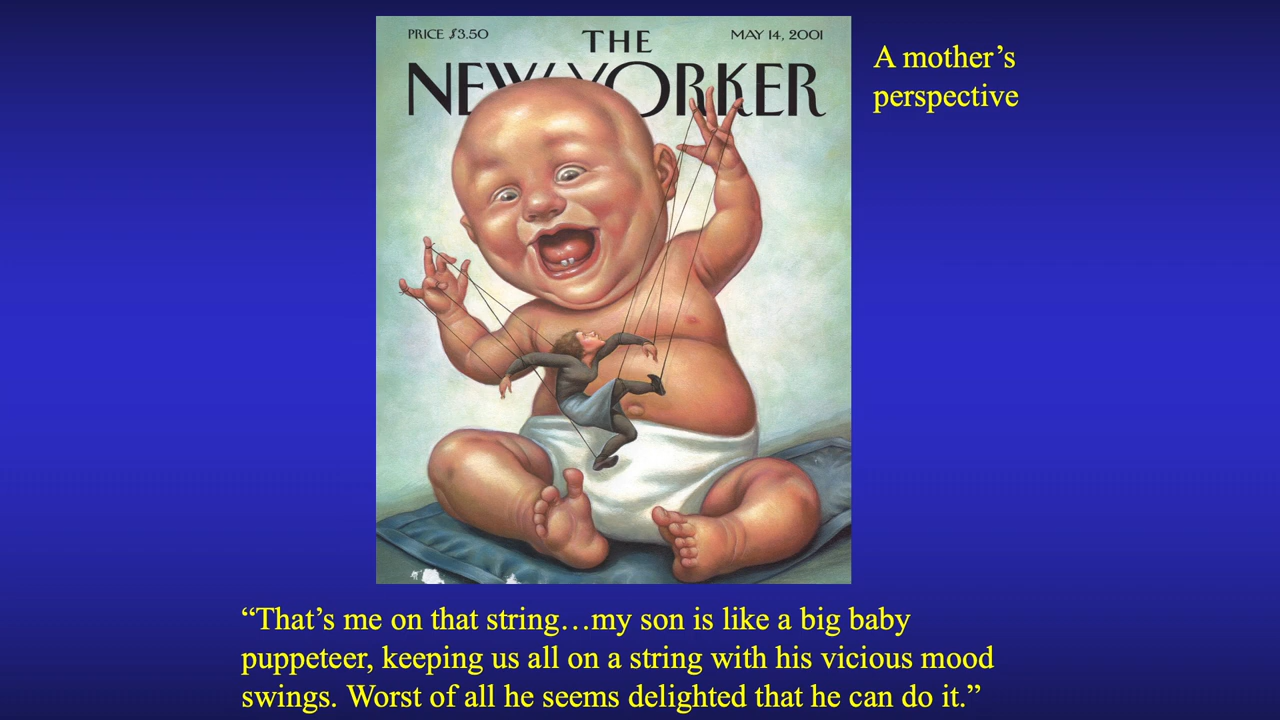 PRICE $3.50
MAY 14, 2001
THE
NEW YORKER
A mother’s
perspective
“That’s me on that string…my son is like a big baby
puppeteer, keeping us all on a string with his vicious mood
swings. Worst of all he seems delighted that he can do it.”